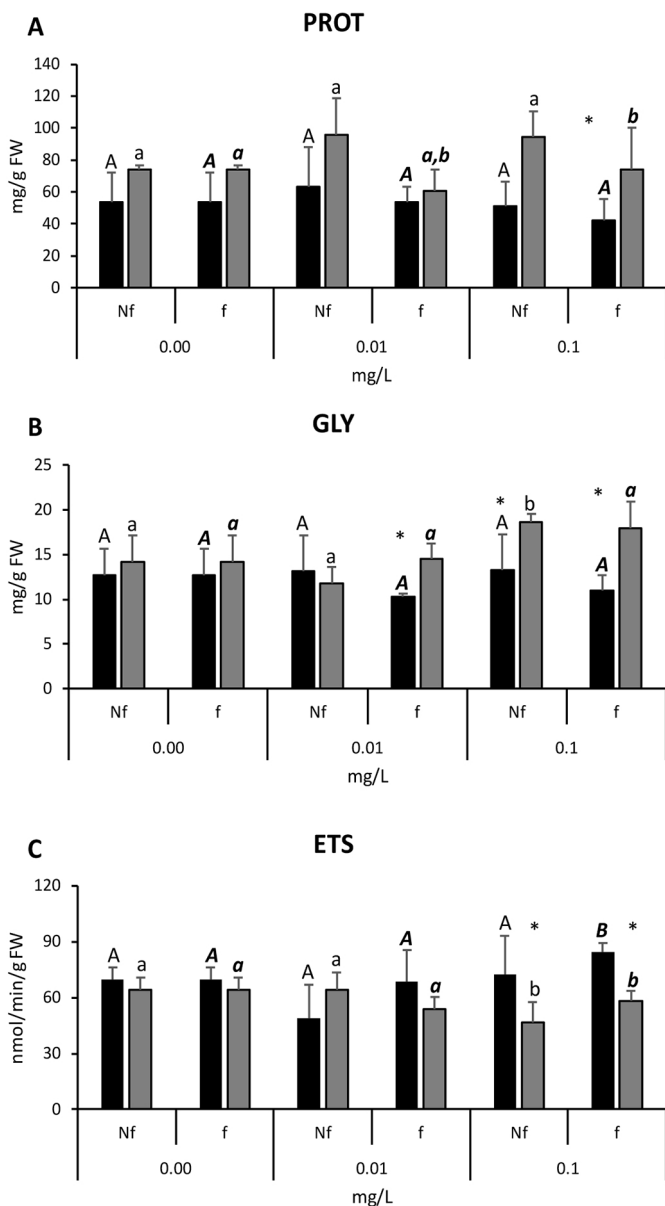 A
PROT
140
120
100
80
60
40
20
0
mg/g FW
A a A a A a A a,b A a * A b
Nf f Nf f Nf f
0.00 0.01 0.1
mg/L
B
GLY
25
20
15
10
5
0
mg/g FW
A a A a A a * A a * A b * A a
Nf f Nf f Nf f
0.00 0.01 0.1
mg/L
C
ETS
120
90
60
30
0
nmol/min/g FW
A a A a A a A a A b * B b *
Nf f Nf f Nf f
0.00 0.01 0.1
mg/L